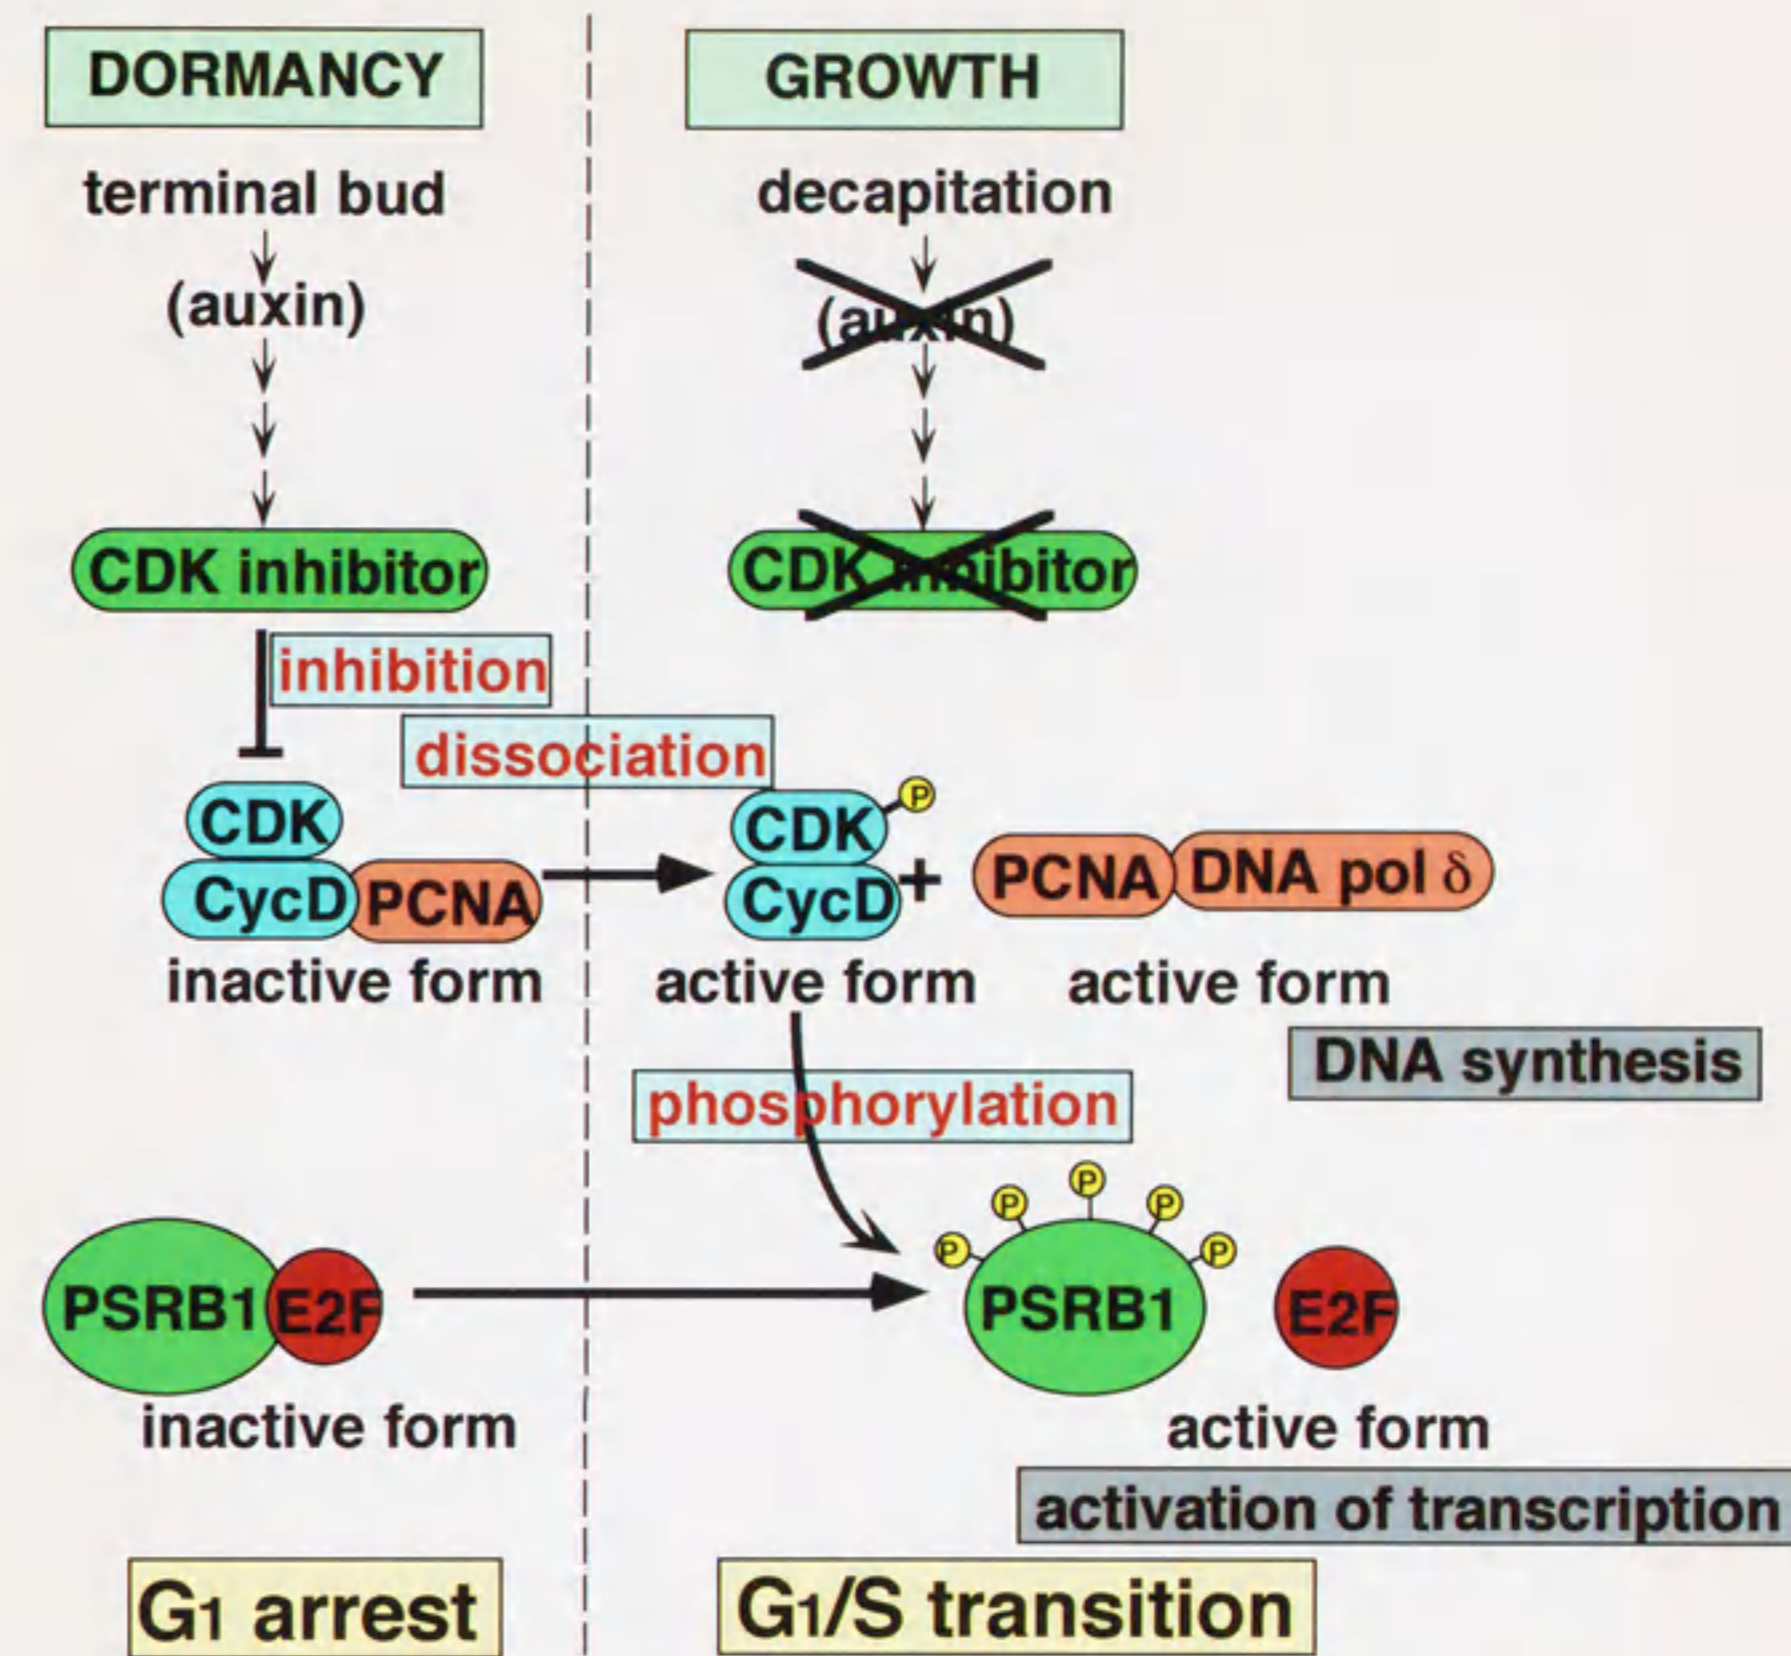 DORMANCY
GROWTH
terminal bud
decapitation
(auxin)
(auxin)
CDK inhibitor
CDK inhibitor
inhibition
dissociation
CDK
CycD
PCNA
CDK
P
CycD
+
PCNA
DNA pol δ
inactive form
active form
active form
DNA synthesis
phosphorylation
P
P
P
P
P
PSRB1
E2F
PSRB1
E2F
inactive form
active form
activation of transcription
G1 arrest
G1/S transition